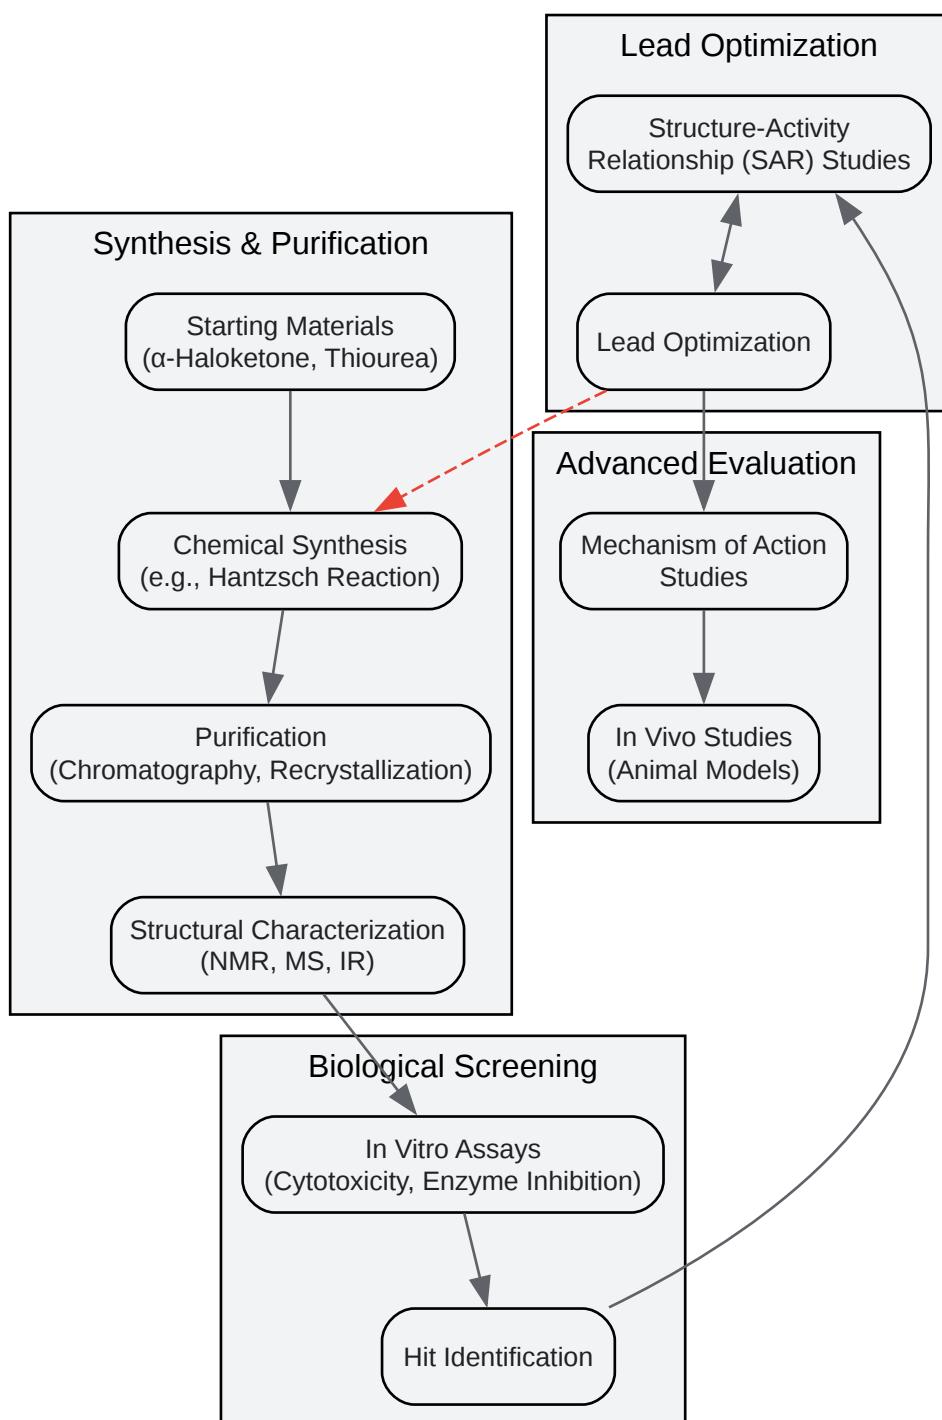 Lead Optimization
Structure-Activity
Relationship (SAR) Studies
Lead Optimization
Synthesis & Purification
Starting Materials
(α-Haloketone, Thiourea)
Chemical Synthesis
(e.g., Hantzsch Reaction)
Purification
(Chromatography, Recrystallization)
Structural Characterization
(NMR, MS, IR)
Advanced Evaluation
Mechanism of Action
Studies
In Vivo Studies
(Animal Models)
Biological Screening
In Vitro Assays
(Cytotoxicity, Enzyme Inhibition)
Hit Identification